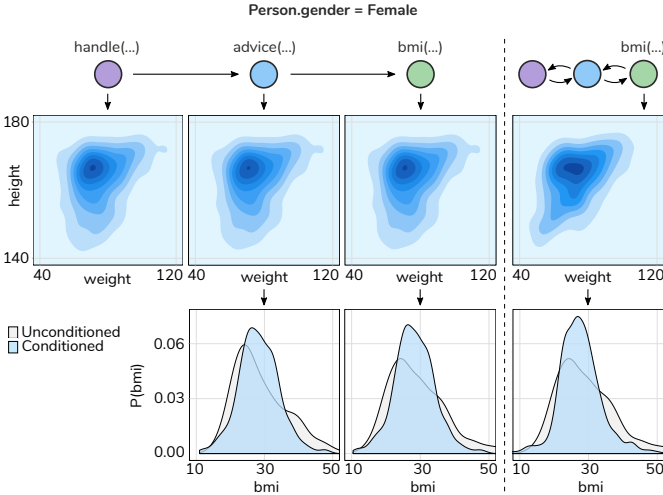 Person.gender = Female
handle(...) advice(...) bmi(...) bmi(...)
180
height
140
40 weight 120 40 weight 120 40 weight 120 40 weight 120
Unconditioned
Conditioned
P(bmi)
0.06
0.03
0.00
10 30 50 10 30 50 10 30 50
bmi bmi bmi